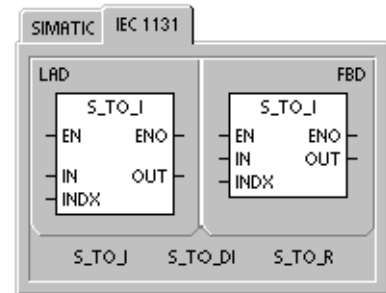 SIMATIC IEC 1131
LAD FBD
S_TO_I S_TO_I
EN ENO EN ENO
IN OUT IN OUT
INDX INDX
S_TO_I S_TO_DI S_TO_R